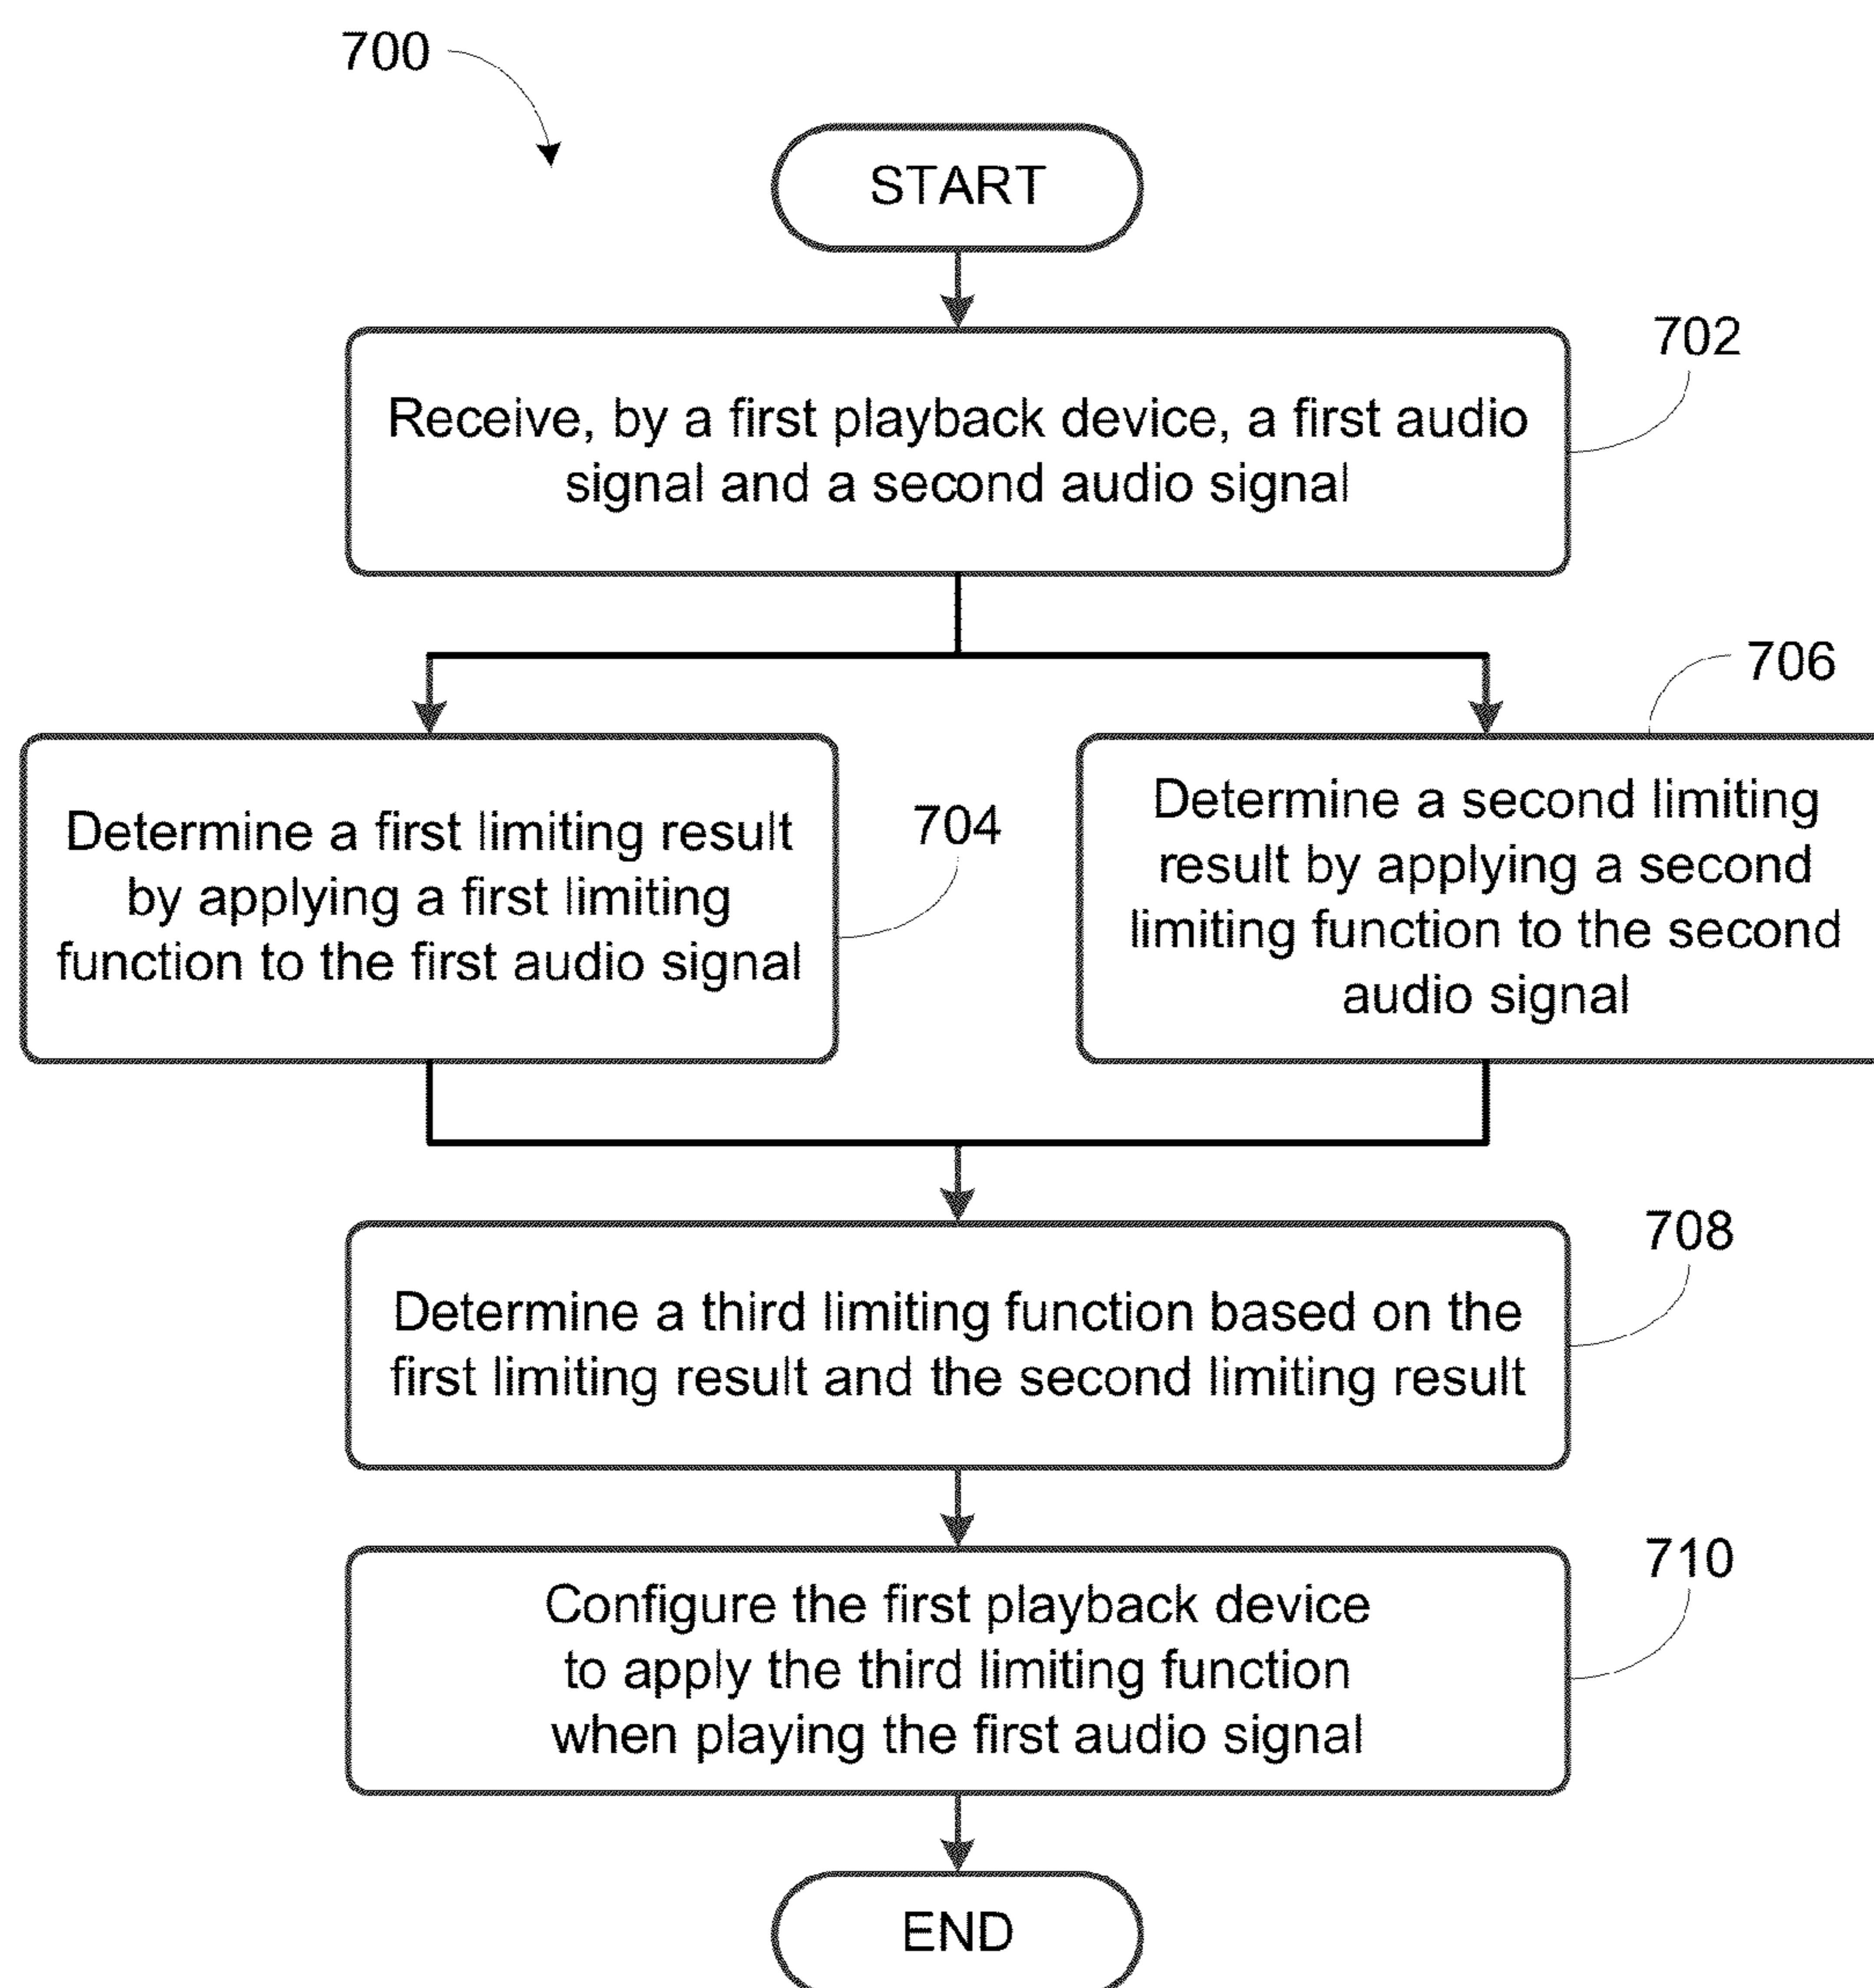 700
START
702
Receive, by a first playback device, a first audio
signal and a second audio signal
706
Determine a first limiting result
by applying a first limiting
function to the first audio signal
704
Determine a second limiting
result by applying a second
limiting function to the second
audio signal
708
Determine a third limiting function based on the
first limiting result and the second limiting result
710
Configure the first playback device
to apply the third limiting function
when playing the first audio signal
END